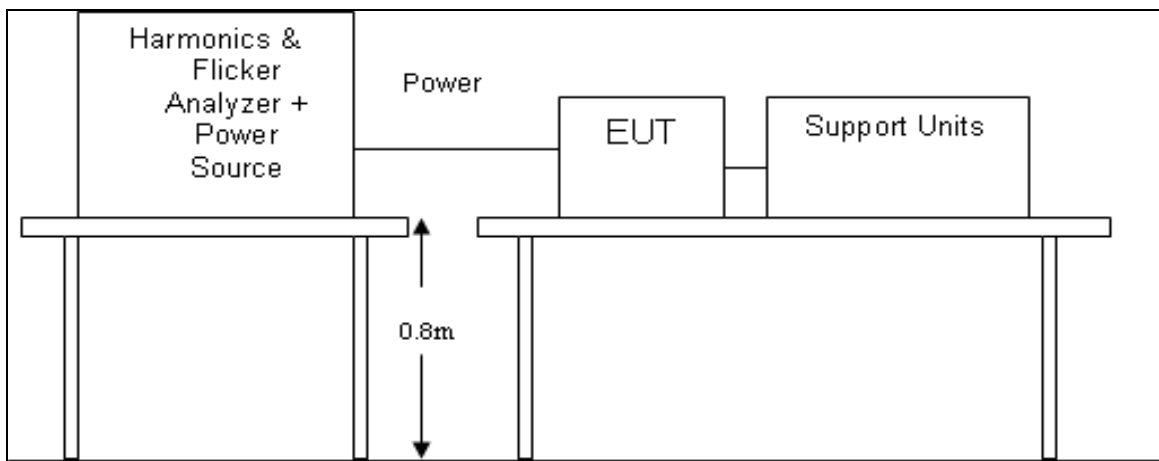 Harmonics &
Flicker
Analyzer +
Power
Source
Power
EUT
Support Units
0.8m